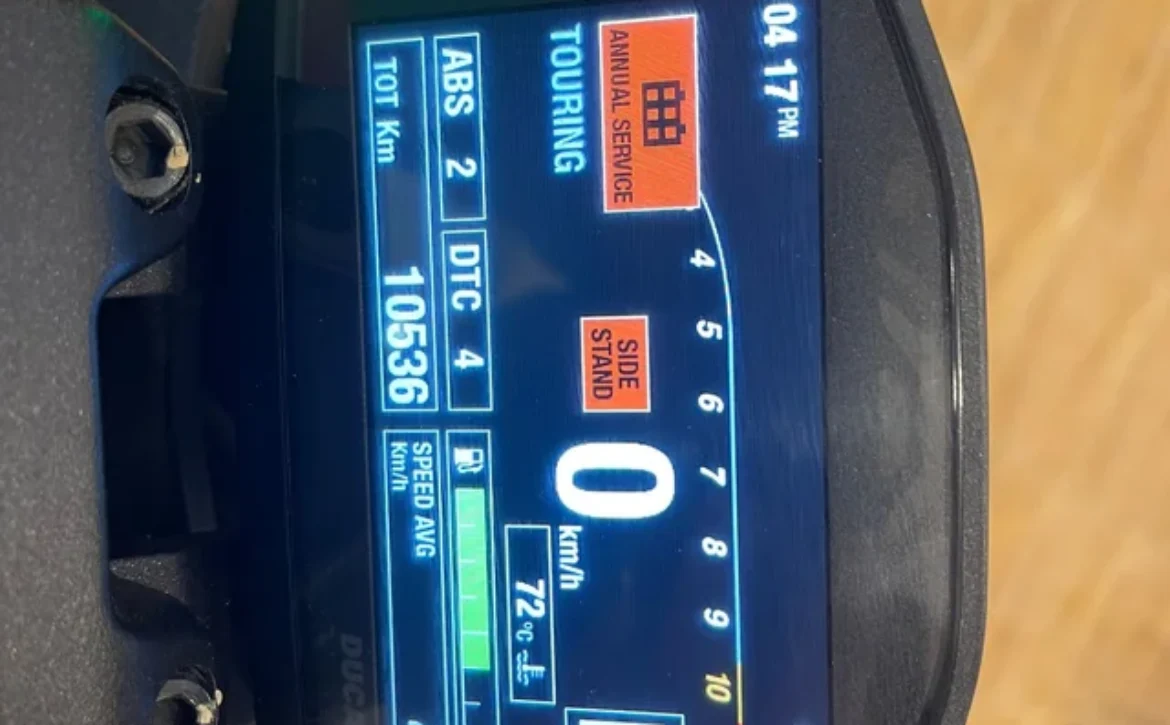 04 17 PM
ANNUAL SERVICE
4 5 6 7 8 9 10
TOURING
SIDE
STAND
0 km/h
72 °C
ABS 2
DTC 4
TOT Km
10536
SPEED AVG
Km/h
DUC